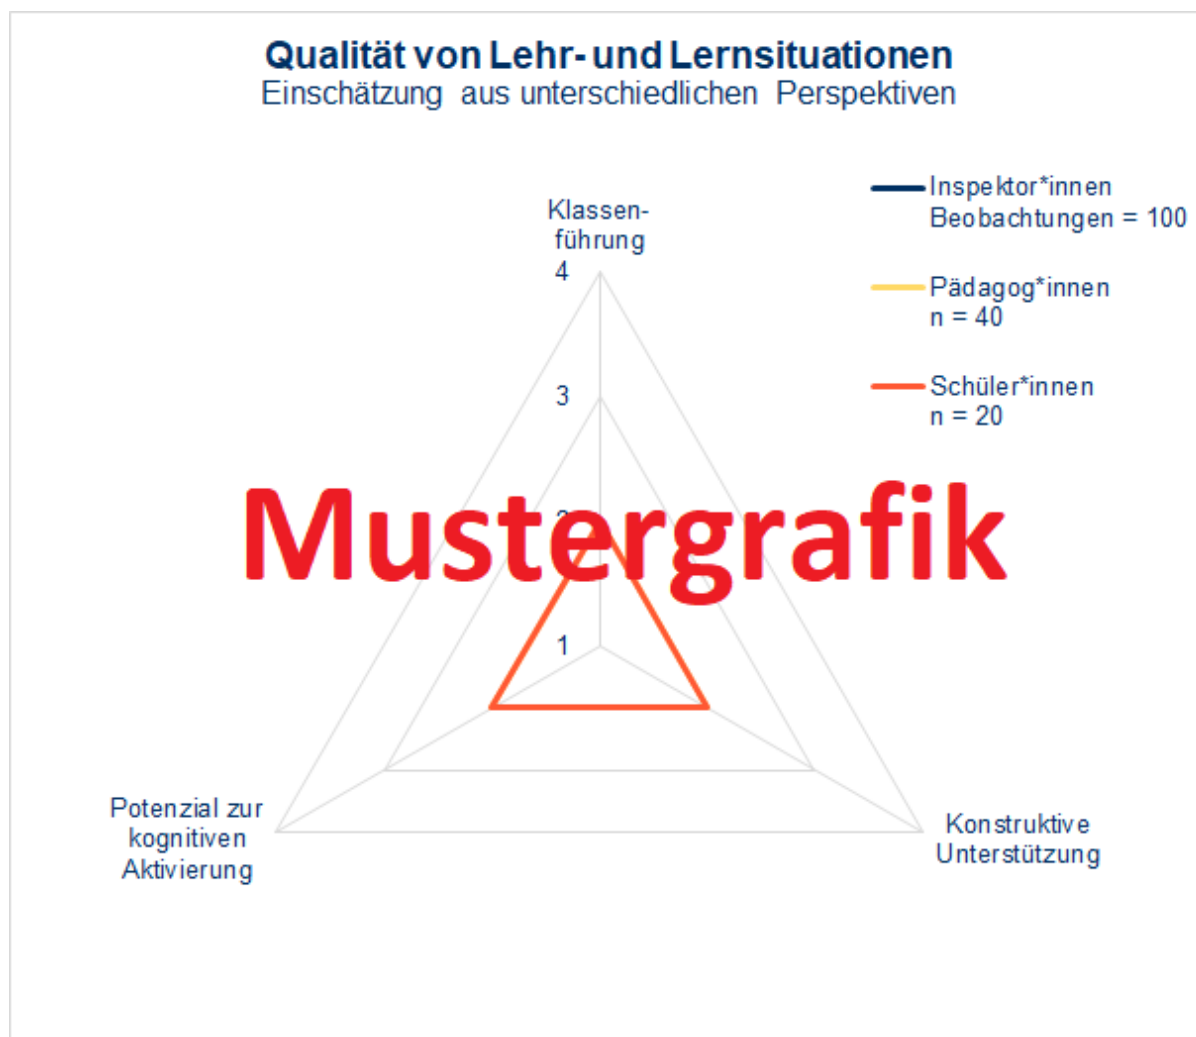 Qualität von Lehr- und Lernsituationen
Einschätzung aus unterschiedlichen Perspektiven
Inspektor*innen
Beobachtungen = 100
Klassen-
führung
4
Pädagog*innen
n = 40
3
Schüler*innen
n = 20
2
Mustergrafik
1
Potenzial zur
kognitiven
Aktivierung
Konstruktive
Unterstützung